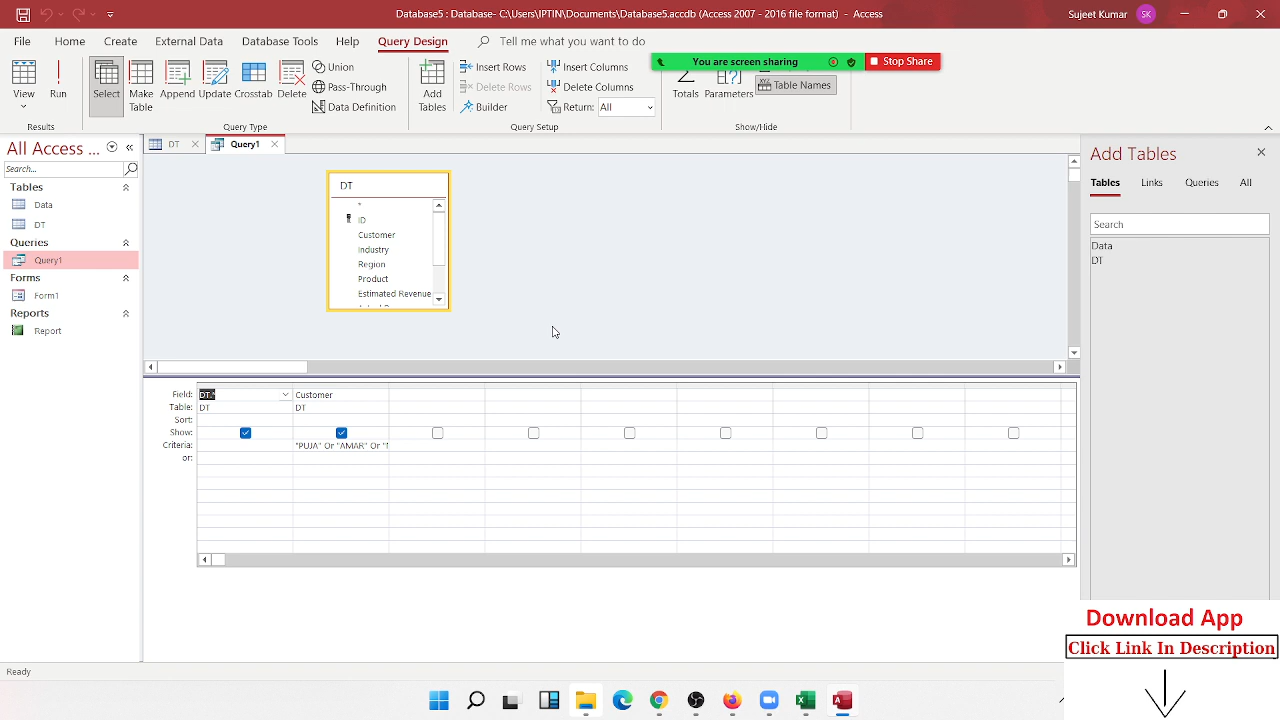 Database5 : Database- C:\Users\IPTIN\Documents\Database5.accdb (Access 2007 - 2016 file format) - Access
Sujeet Kumar SK
File Home Create External Data Database Tools Help Query Design Tell me what you want to do
You are screen sharing Stop Share
View Run Select Make Table Append Update Crosstab Delete
Union
Pass-Through
Data Definition
Add Tables
Insert Rows
Delete Rows
Builder
Insert Columns
Delete Columns
Return: All
Totals Parameters
Table Names
Results Query Type Query Setup Show/Hide
All Access ...
Search...
Tables
Data
DT
Queries
Query1
Forms
Form1
Reports
Report
DT Query1
DT
*
ID
Customer
Industry
Region
Product
Estimated Revenue
Field: DT.* Customer
Table: DT DT
Sort:
Show:
Criteria: "PUJA" Or "AMAR" Or
or:
Add Tables
Tables Links Queries All
Search
Data
DT
Download App
Click Link In Description
Ready